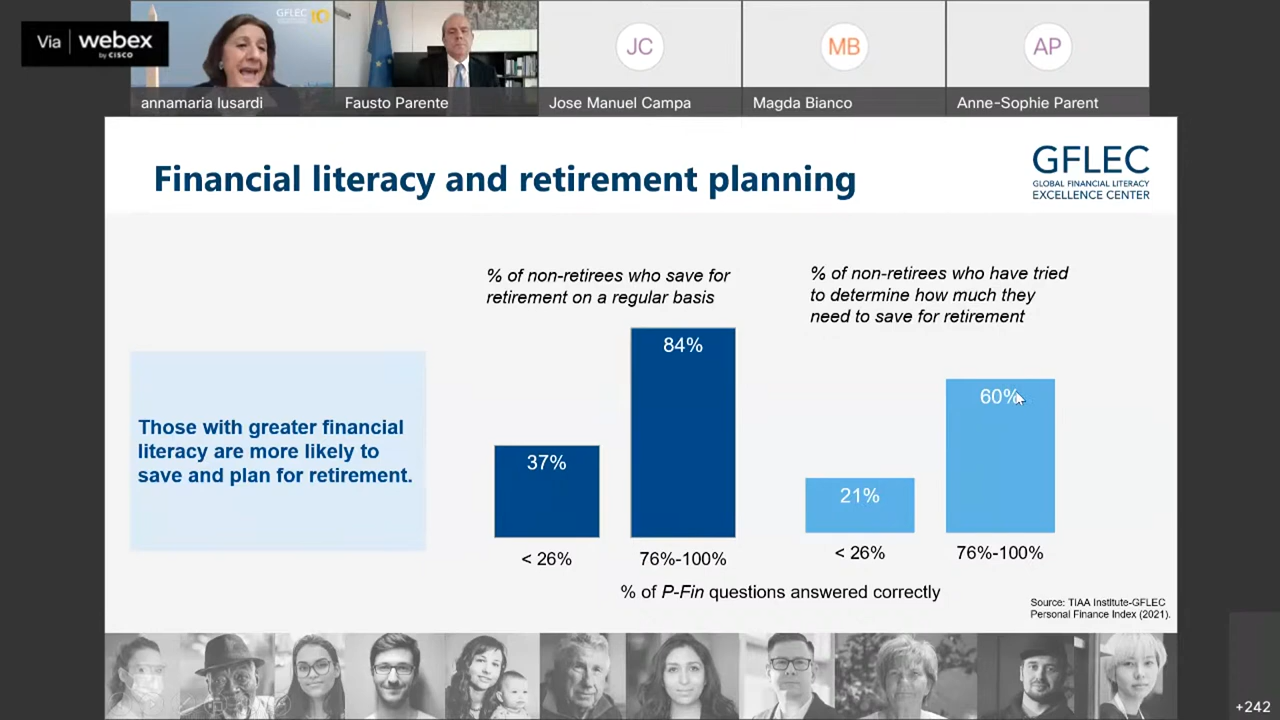 Via | webex
by CISCO
GFLEC 10
annamaria lusardi
Fausto Parente
JC
Jose Manuel Campa
MB
Magda Bianco
AP
Anne-Sophie Parent
Financial literacy and retirement planning
GFLEC
GLOBAL FINANCIAL LITERACY
EXCELLENCE CENTER
Those with greater financial
literacy are more likely to
save and plan for retirement.
% of non-retirees who save for
retirement on a regular basis
37%
84%
< 26%
76%-100%
% of non-retirees who have tried
to determine how much they
need to save for retirement
21%
60%
< 26%
76%-100%
% of P-Fin questions answered correctly
Source: TIAA Institute-GFLEC
Personal Finance Index (2021).
+242